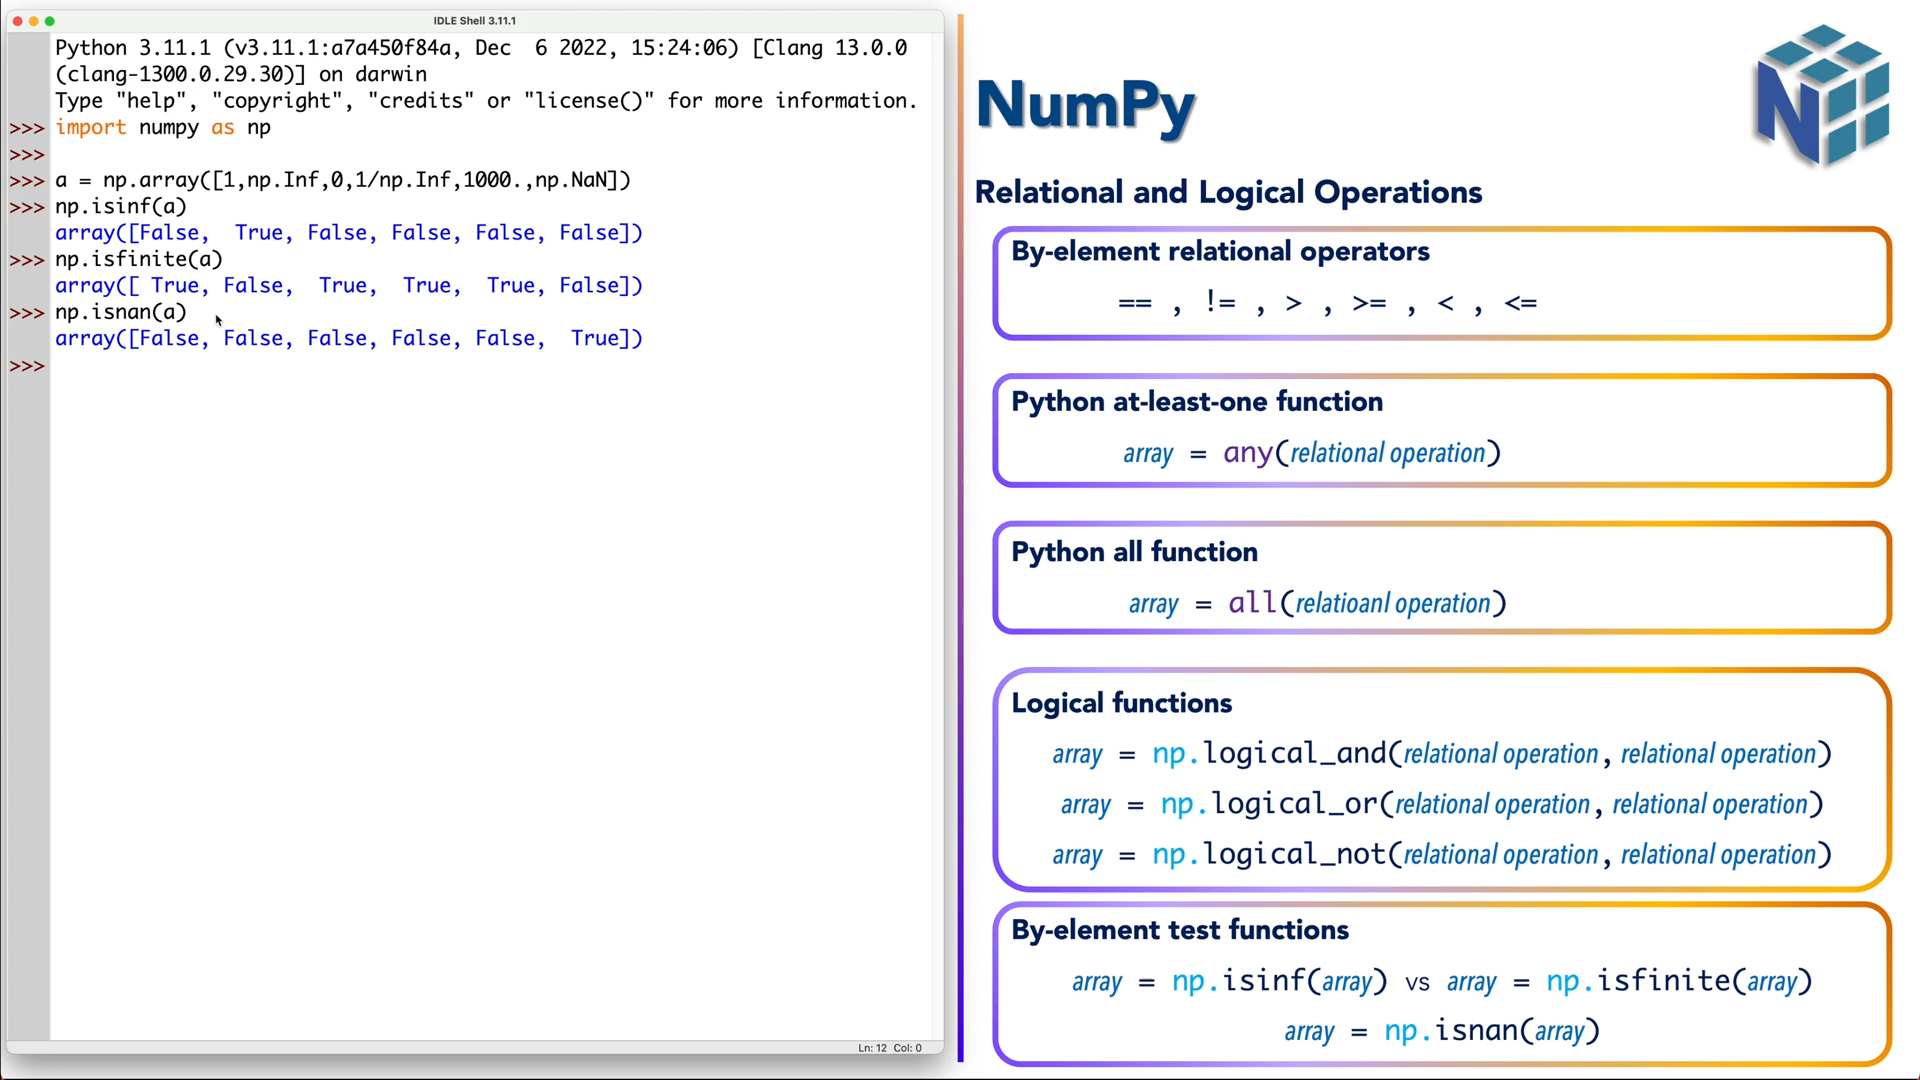 IDLE Shell 3.11.1
Python 3.11.1 (v3.11.1:a7a450f84a, Dec  6 2022, 15:24:06) [Clang 13.0.0
(clang-1300.0.29.30)] on darwin
Type "help", "copyright", "credits" or "license()" for more information.
>>> import numpy as np
>>>
>>> a = np.array([1,np.Inf,0,1/np.Inf,1000.,np.NaN])
>>> np.isinf(a)
array([False,  True, False, False, False, False])
>>> np.isfinite(a)
array([ True, False,  True,  True,  True, False])
>>> np.isnan(a)
array([False, False, False, False, False,  True])
>>>
Ln: 12 Col: 0
NumPy
Relational and Logical Operations
By-element relational operators
== , != , > , >= , < , <=
Python at-least-one function
array = any(relational operation)
Python all function
array = all(relatioanl operation)
Logical functions
array = np.logical_and(relational operation, relational operation)
array = np.logical_or(relational operation, relational operation)
array = np.logical_not(relational operation, relational operation)
By-element test functions
array = np.isinf(array) vs array = np.isfinite(array)
array = np.isnan(array)